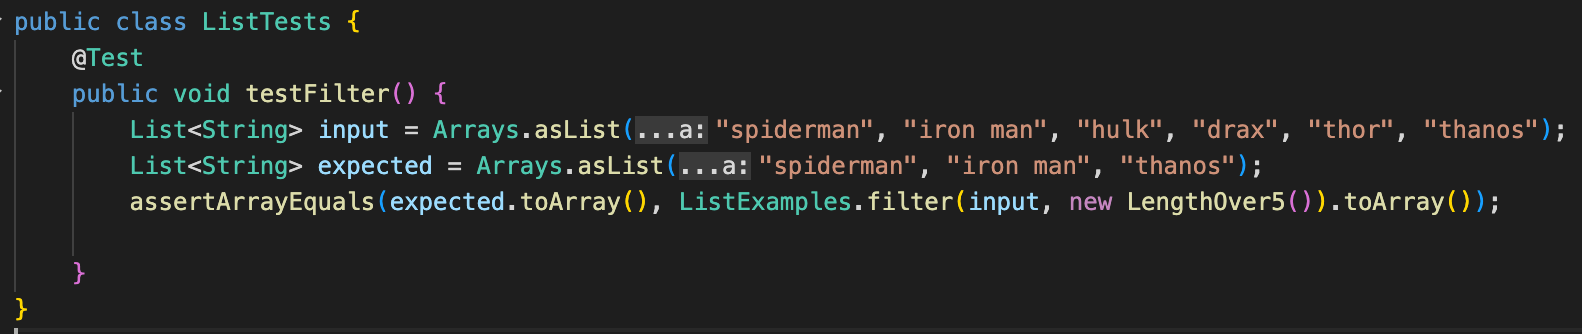 public class ListTests {
@Test
public void testFilter() {
List<String> input = Arrays.asList(...a: "spiderman", "iron man", "hulk", "drax", "thor", "thanos");
List<String> expected = Arrays.asList(...a: "spiderman", "iron man", "thanos");
assertArrayEquals(expected.toArray(), ListExamples.filter(input, new LengthOver5()).toArray());
}
}